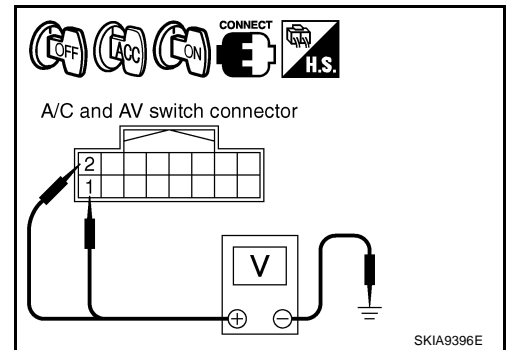 OFF ACC ON CONNECT H.S.
A/C and AV switch connector
2
1
V
+ −
SKIA9396E